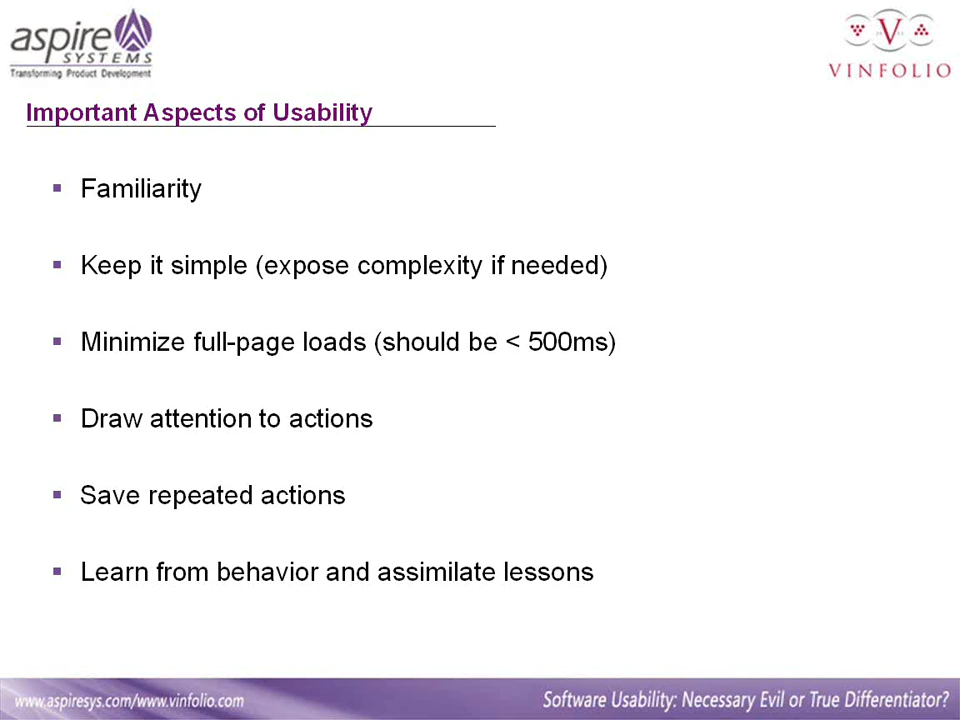 aspire
SYSTEMS
Transforming Product Development
V
VINFOLIO
Important Aspects of Usability
Familiarity
Keep it simple (expose complexity if needed)
Minimize full-page loads (should be < 500ms)
Draw attention to actions
Save repeated actions
Learn from behavior and assimilate lessons
www.aspiresys.com/www.vinfolio.com
Software Usability: Necessary Evil or True Differentiator?